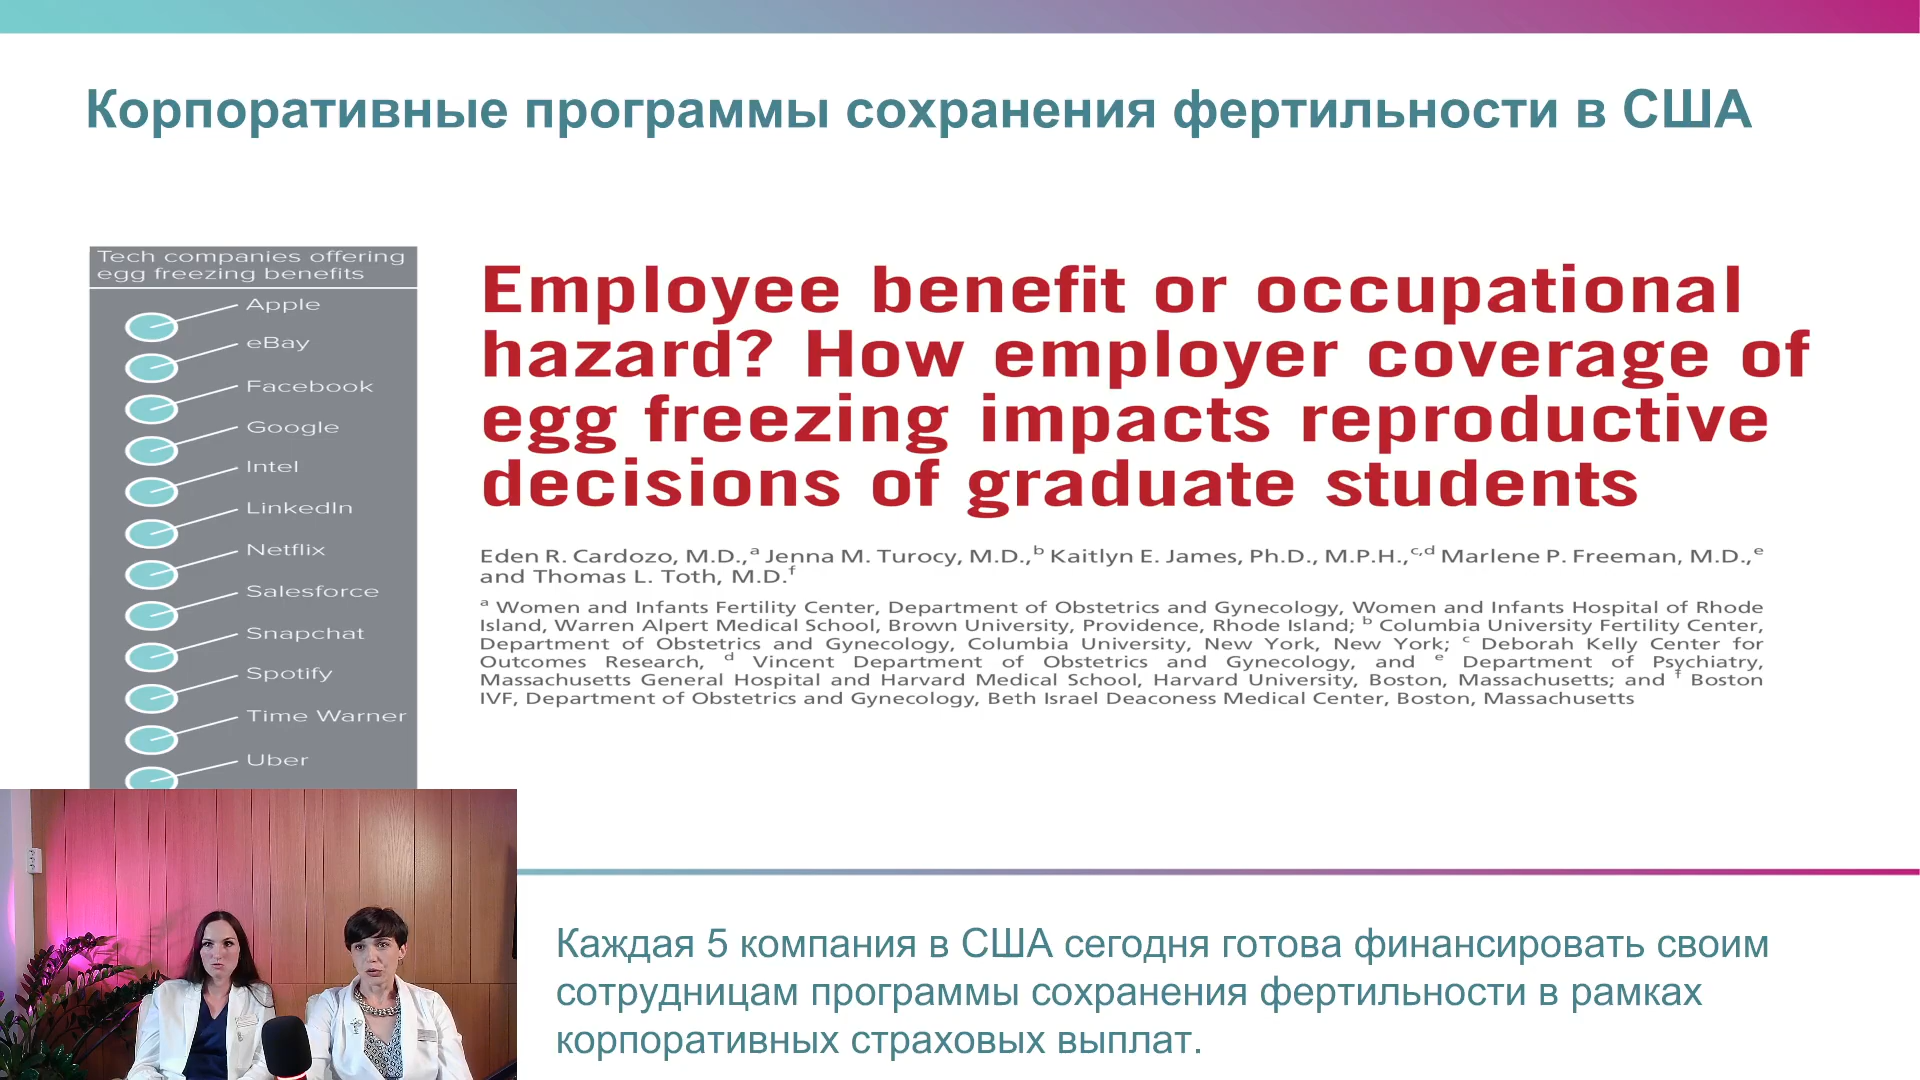 Корпоративные программы сохранения фертильности в США
Tech companies offering
egg freezing benefits
Apple
eBay
Facebook
Google
Intel
LinkedIn
Netflix
Salesforce
Snapchat
Spotify
Time Warner
Uber
Employee benefit or occupational
hazard? How employer coverage of
egg freezing impacts reproductive
decisions of graduate students
Eden R. Cardozo, M.D.,a Jenna M. Turocy, M.D.,b Kaitlyn E. James, Ph.D., M.P.H.,c,d Marlene P. Freeman, M.D.,e
and Thomas L. Toth, M.D.f
a Women and Infants Fertility Center, Department of Obstetrics and Gynecology, Women and Infants Hospital of Rhode
Island, Warren Alpert Medical School, Brown University, Providence, Rhode Island; b Columbia University Fertility Center,
Department of Obstetrics and Gynecology, Columbia University, New York, New York; c Deborah Kelly Center for
Outcomes Research, d Vincent Department of Obstetrics and Gynecology, and e Department of Psychiatry,
Massachusetts General Hospital and Harvard Medical School, Harvard University, Boston, Massachusetts; and f Boston
IVF, Department of Obstetrics and Gynecology, Beth Israel Deaconess Medical Center, Boston, Massachusetts
Каждая 5 компания в США сегодня готова финансировать своим
сотрудницам программы сохранения фертильности в рамках
корпоративных страховых выплат.